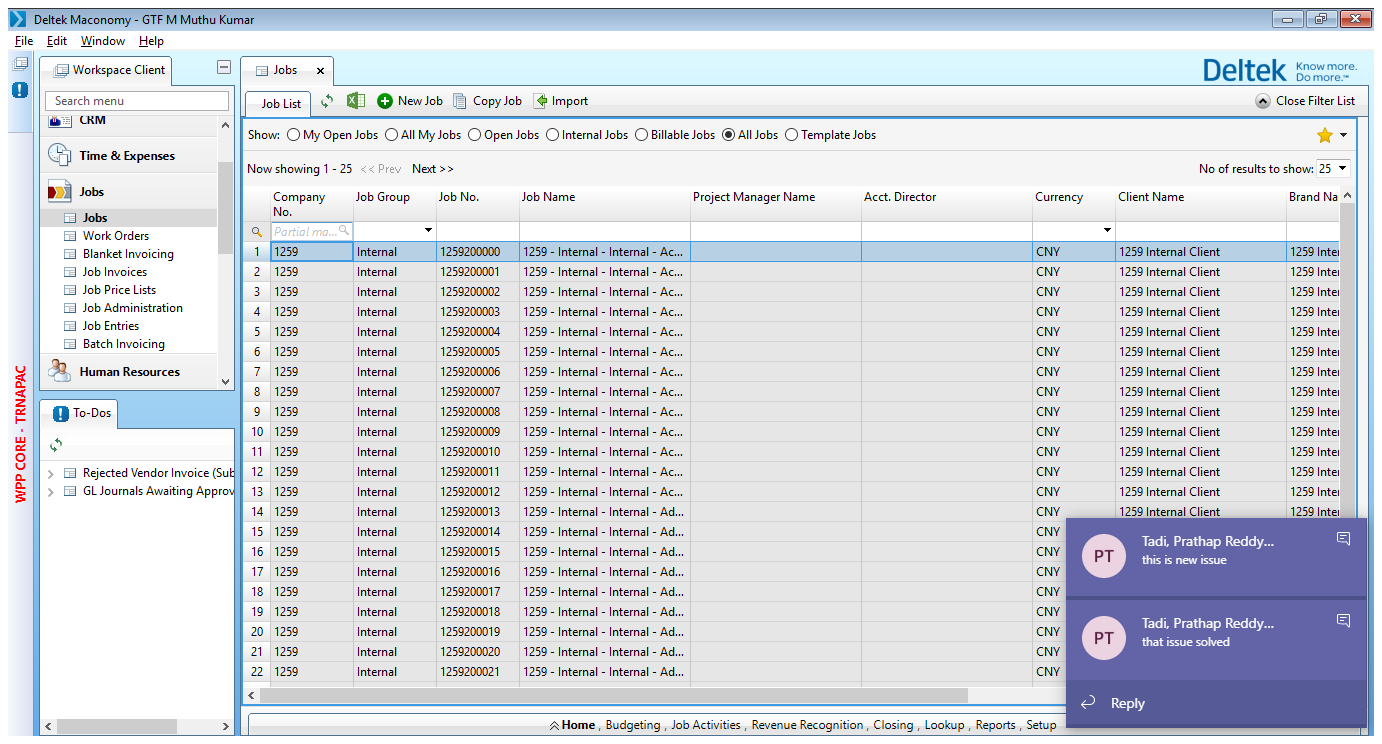 Deltek Maconomy - GTF M Muthu Kumar
File Edit Window Help
Workspace Client
Search menu
CRM
Time & Expenses
Jobs
Jobs
Work Orders
Blanket Invoicing
Job Invoices
Job Price Lists
Job Administration
Job Entries
Batch Invoicing
Human Resources
WPP CORE - TRNAPAC
To-Dos
Rejected Vendor Invoice (Sub
GL Journals Awaiting Approv
Jobs
Deltek Know more. Do more.™
Job List New Job Copy Job Import Close Filter List
Show: My Open Jobs All My Jobs Open Jobs Internal Jobs Billable Jobs All Jobs Template Jobs
Now showing 1 - 25 << Prev Next >> No of results to show: 25
Company No. Job Group Job No. Job Name Project Manager Name Acct. Director Currency Client Name Brand Na
Partial ma...
1 1259 Internal 1259200000 1259 - Internal - Internal - Ac... CNY 1259 Internal Client 1259 Inter
2 1259 Internal 1259200001 1259 - Internal - Internal - Ac... CNY 1259 Internal Client 1259 Inter
3 1259 Internal 1259200002 1259 - Internal - Internal - Ac... CNY 1259 Internal Client 1259 Inter
4 1259 Internal 1259200003 1259 - Internal - Internal - Ac... CNY 1259 Internal Client 1259 Inter
5 1259 Internal 1259200004 1259 - Internal - Internal - Ac... CNY 1259 Internal Client 1259 Inter
6 1259 Internal 1259200005 1259 - Internal - Internal - Ac... CNY 1259 Internal Client 1259 Inter
7 1259 Internal 1259200006 1259 - Internal - Internal - Ac... CNY 1259 Internal Client 1259 Inter
8 1259 Internal 1259200007 1259 - Internal - Internal - Ac... CNY 1259 Internal Client 1259 Inter
9 1259 Internal 1259200008 1259 - Internal - Internal - Ac... CNY 1259 Internal Client 1259 Inter
10 1259 Internal 1259200009 1259 - Internal - Internal - Ac... CNY 1259 Internal Client 1259 Inter
11 1259 Internal 1259200010 1259 - Internal - Internal - Ac... CNY 1259 Internal Client 1259 Inter
12 1259 Internal 1259200011 1259 - Internal - Internal - Ac... CNY 1259 Internal Client 1259 Inter
13 1259 Internal 1259200012 1259 - Internal - Internal - Ac... CNY 1259 Internal Client 1259 Inter
14 1259 Internal 1259200013 1259 - Internal - Internal - Ad... CNY 1259 Internal Client 1259 Inter
15 1259 Internal 1259200014 1259 - Internal - Internal - Ad... CNY
16 1259 Internal 1259200015 1259 - Internal - Internal - Ad... CNY
17 1259 Internal 1259200016 1259 - Internal - Internal - Ad... CNY
18 1259 Internal 1259200017 1259 - Internal - Internal - Ad... CNY
19 1259 Internal 1259200018 1259 - Internal - Internal - Ad... CNY
20 1259 Internal 1259200019 1259 - Internal - Internal - Ad... CNY
21 1259 Internal 1259200020 1259 - Internal - Internal - Ad... CNY
22 1259 Internal 1259200021 1259 - Internal - Internal - Ad... CNY
Home , Budgeting , Job Activities , Revenue Recognition , Closing , Lookup , Reports , Setup
PT
Tadi, Prathap Reddy...
this is new issue
PT
Tadi, Prathap Reddy...
that issue solved
Reply